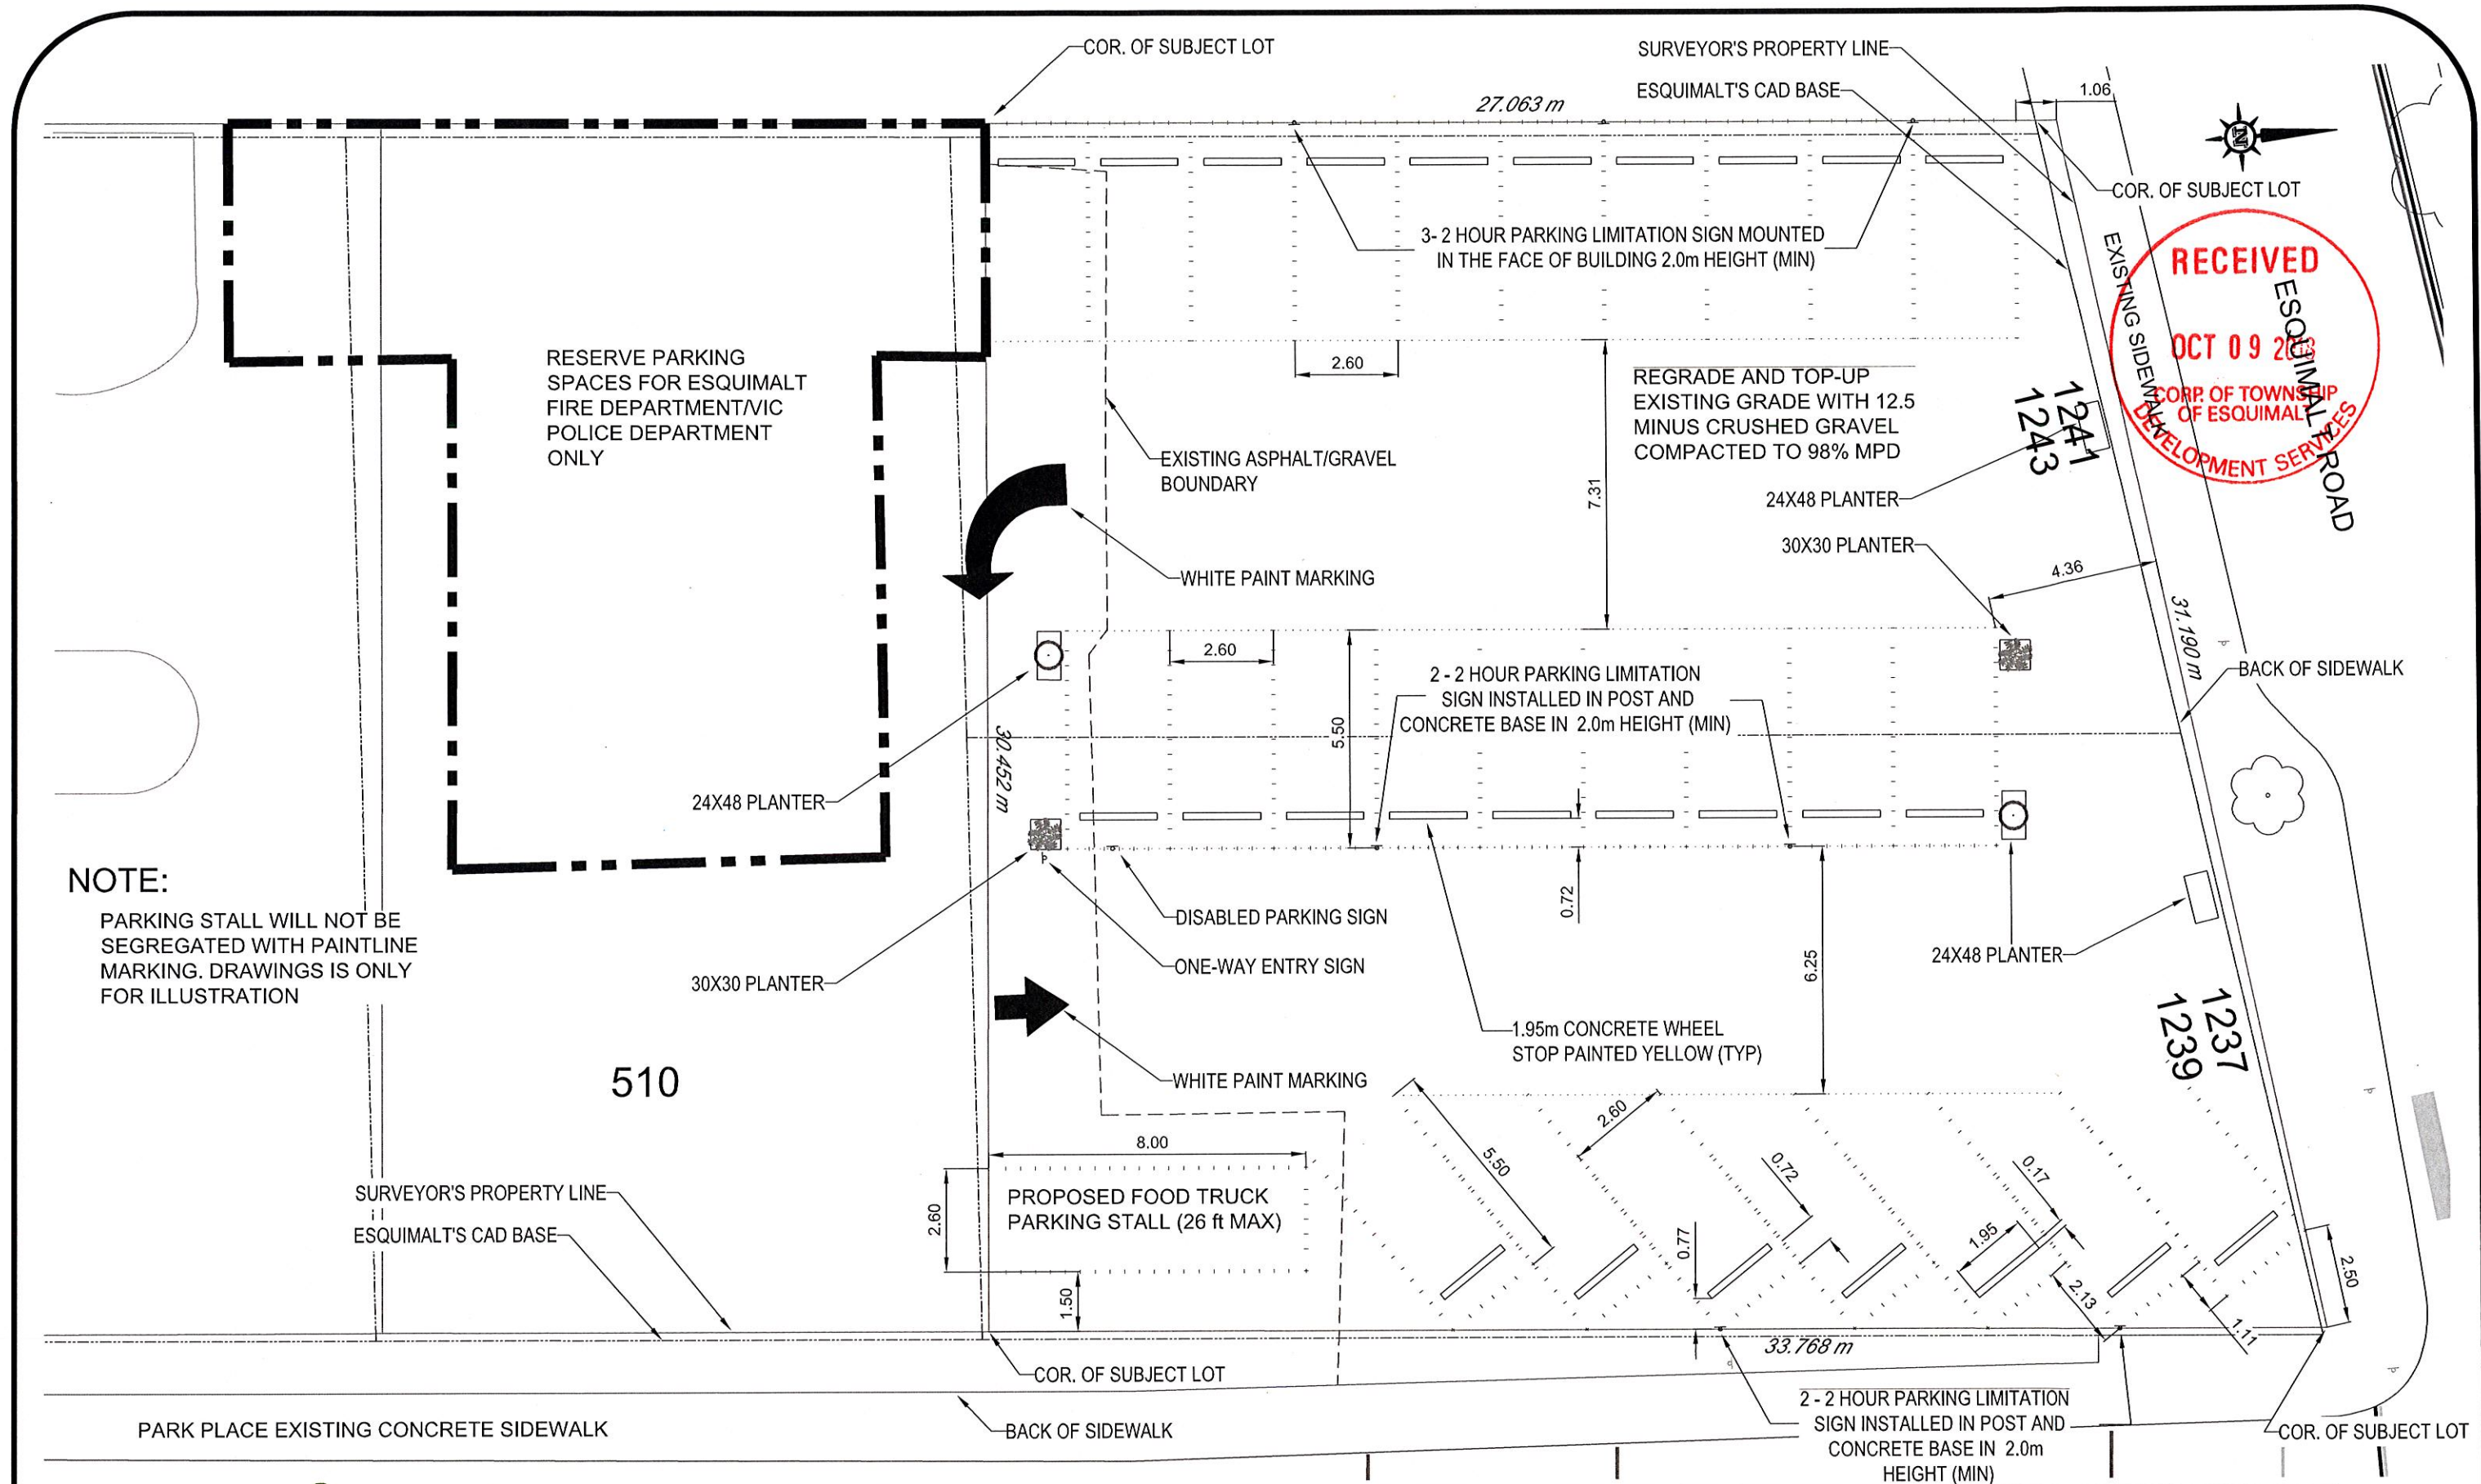 COR. OF SUBJECT LOT
SURVEYOR'S PROPERTY LINE
ESQUIMALT'S CAD BASE
27.063 m
1.06
N
COR. OF SUBJECT LOT
3- 2 HOUR PARKING LIMITATION SIGN MOUNTED
IN THE FACE OF BUILDING 2.0m HEIGHT (MIN)
EXISTING SIDEWALK
ESQUIMALT ROAD
RECEIVED
OCT 09
CORP. OF TOWNSHIP
OF ESQUIMALT
DEVELOPMENT SERVICES
RESERVE PARKING
SPACES FOR ESQUIMALT
FIRE DEPARTMENT/VIC
POLICE DEPARTMENT
ONLY
2.60
REGRADE AND TOP-UP
EXISTING GRADE WITH 12.5
MINUS CRUSHED GRAVEL
COMPACTED TO 98% MPD
1241
1243
EXISTING ASPHALT/GRAVEL
BOUNDARY
7.31
24X48 PLANTER
30X30 PLANTER
WHITE PAINT MARKING
4.36
31.190 m
2.60
2 - 2 HOUR PARKING LIMITATION
SIGN INSTALLED IN POST AND
CONCRETE BASE IN 2.0m HEIGHT (MIN)
BACK OF SIDEWALK
5.50
30.452 m
24X48 PLANTER
NOTE:
PARKING STALL WILL NOT BE
SEGREGATED WITH PAINTLINE
MARKING. DRAWINGS IS ONLY
FOR ILLUSTRATION
0.72
DISABLED PARKING SIGN
ONE-WAY ENTRY SIGN
30X30 PLANTER
6.25
24X48 PLANTER
1.95m CONCRETE WHEEL
STOP PAINTED YELLOW (TYP)
1237
1239
510
WHITE PAINT MARKING
8.00
2.60
PROPOSED FOOD TRUCK
PARKING STALL (26 ft MAX)
1.50
5.50
2.60
0.72
0.17
0.77
1.95
2.13
1.11
2.50
SURVEYOR'S PROPERTY LINE
ESQUIMALT'S CAD BASE
33.768 m
COR. OF SUBJECT LOT
PARK PLACE EXISTING CONCRETE SIDEWALK
BACK OF SIDEWALK
2 - 2 HOUR PARKING LIMITATION
SIGN INSTALLED IN POST AND
CONCRETE BASE IN 2.0m
HEIGHT (MIN)
COR. OF SUBJECT LOT